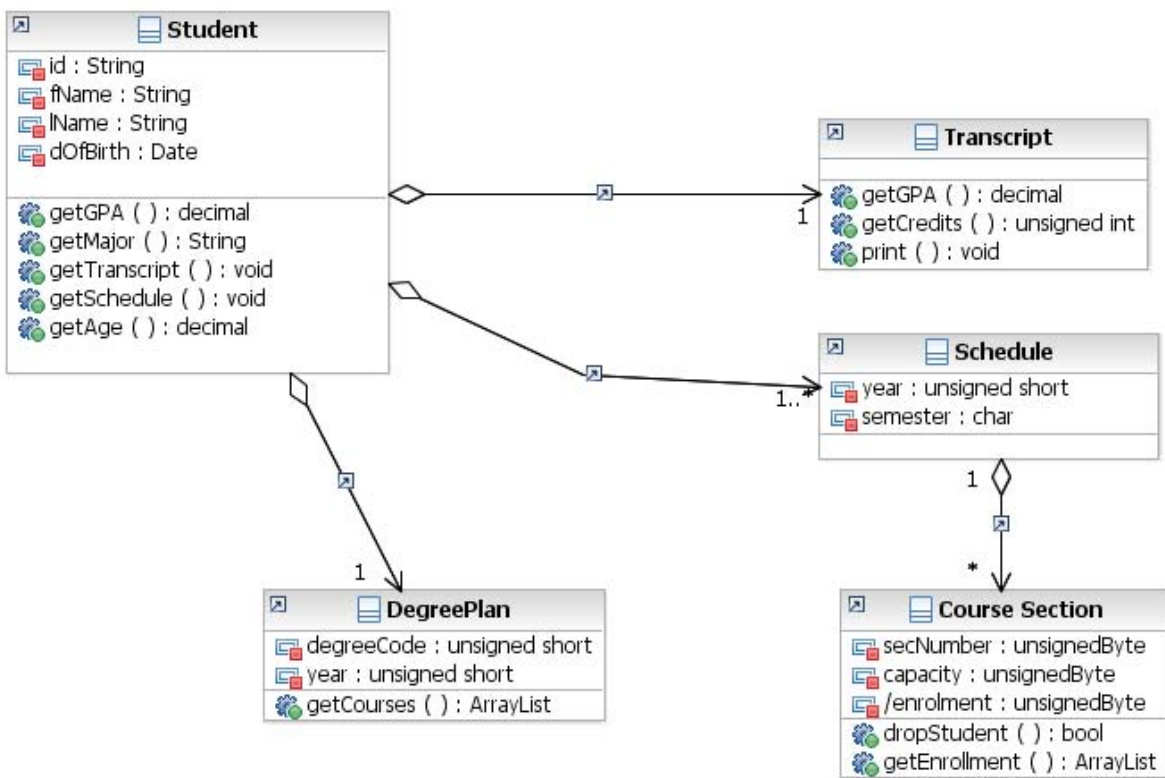 Student
id : String
fName : String
lName : String
dOfBirth : Date
getGPA ( ) : decimal
getMajor ( ) : String
getTranscript ( ) : void
getSchedule ( ) : void
getAge ( ) : decimal
Transcript
getGPA ( ) : decimal
getCredits ( ) : unsigned int
print ( ) : void
1
Schedule
year : unsigned short
semester : char
1..*
1
*
1
DegreePlan
degreeCode : unsigned short
year : unsigned short
getCourses ( ) : ArrayList
Course Section
secNumber : unsignedByte
capacity : unsignedByte
/enrolment : unsignedByte
dropStudent ( ) : bool
getEnrollment ( ) : ArrayList